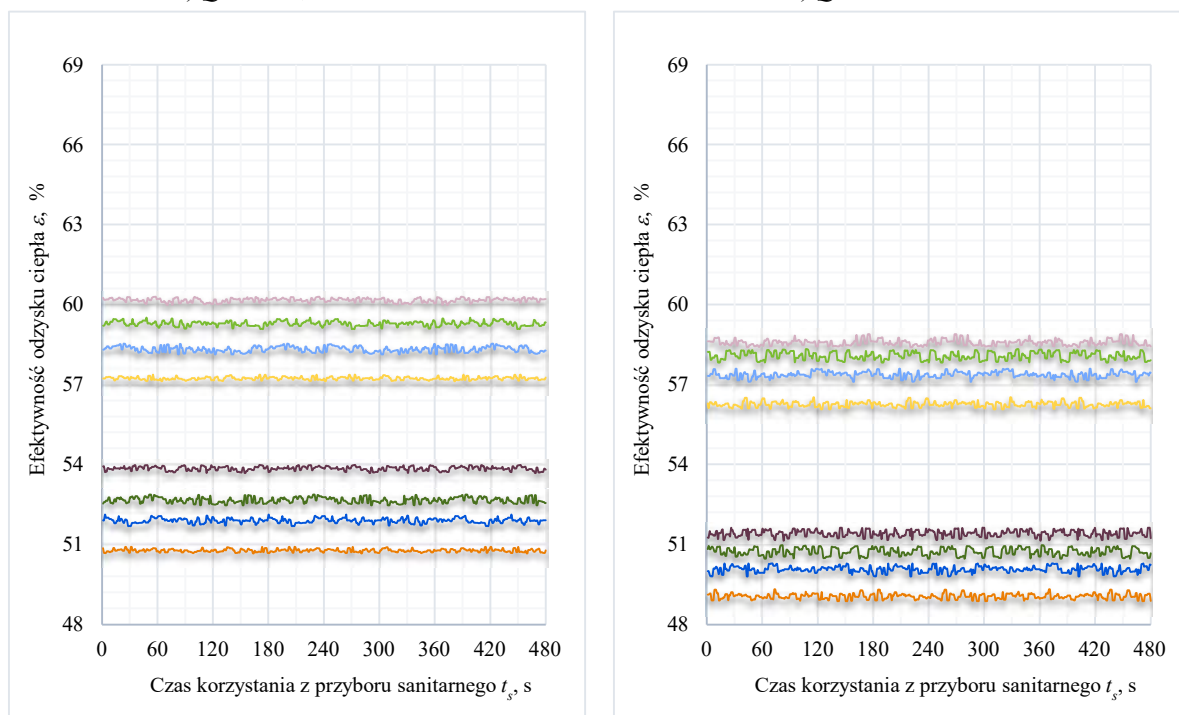 69
66
63
60
57
54
51
48
Efektywność odzysku ciepła ε, %
0 60 120 180 240 300 360 420 480
Czas korzystania z przyboru sanitarnego tₛ, s
69
66
63
60
57
54
51
48
Efektywność odzysku ciepła ε, %
0 60 120 180 240 300 360 420 480
Czas korzystania z przyboru sanitarnego tₛ, s